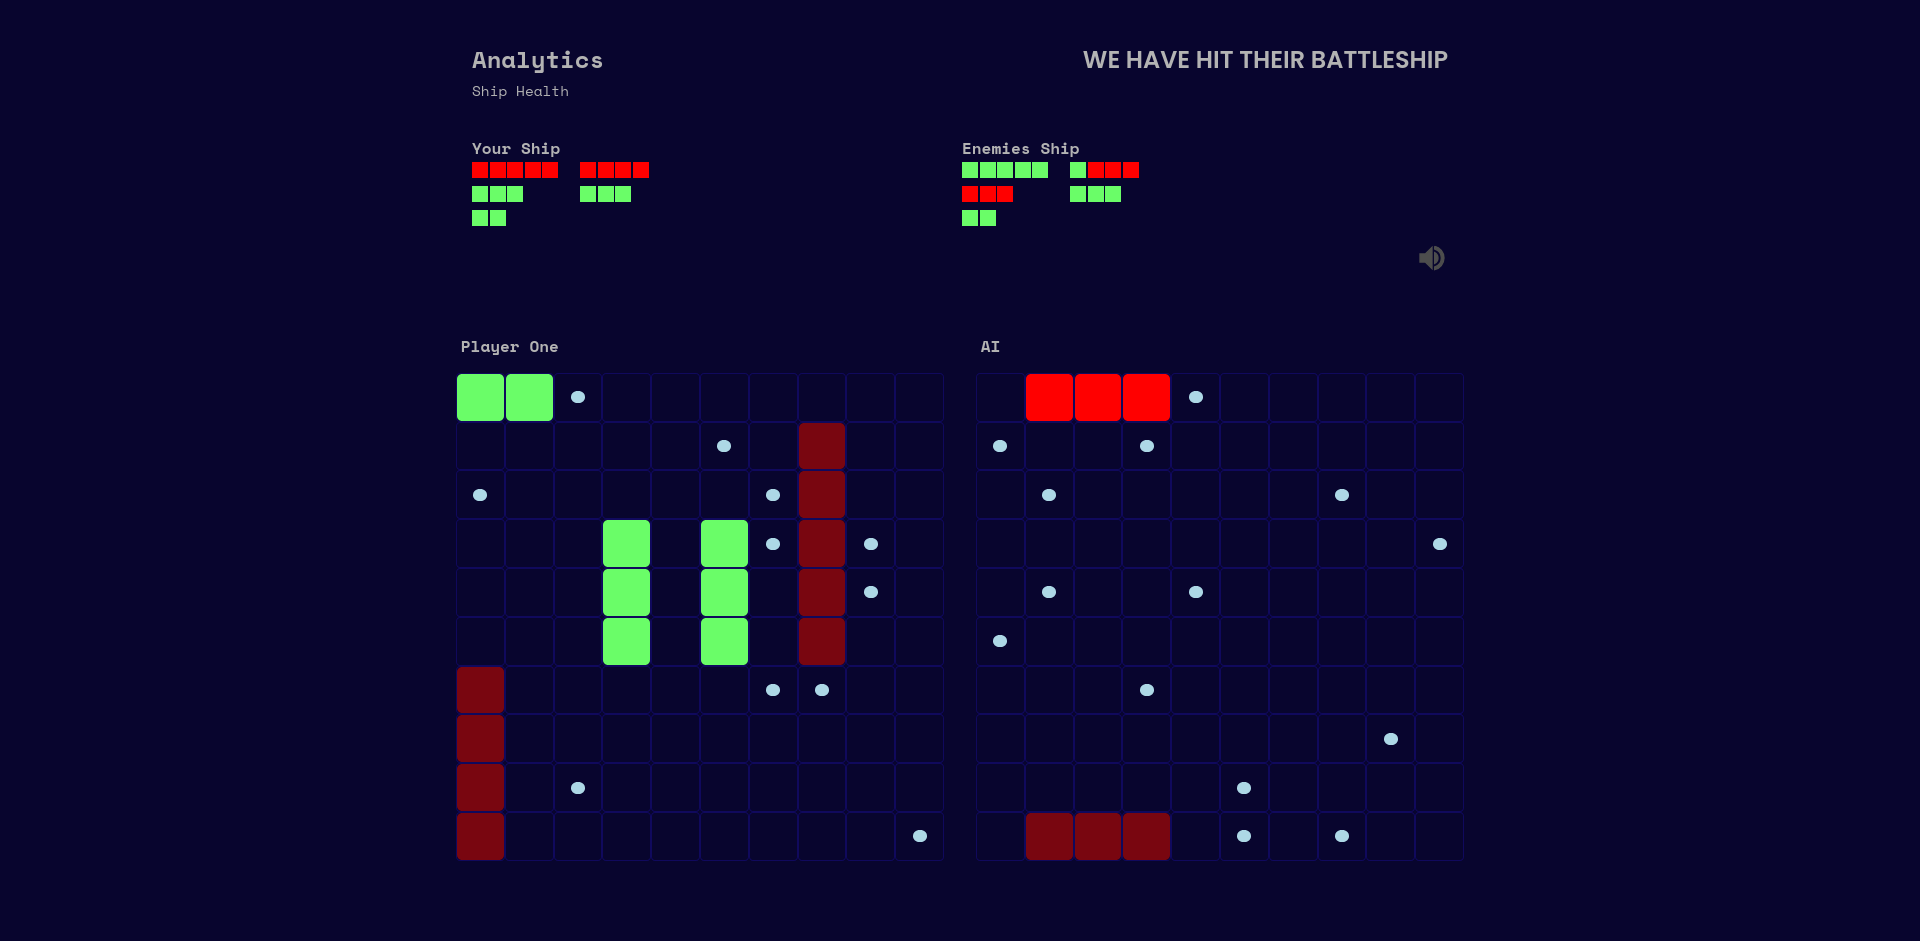 Analytics
WE HAVE HIT THEIR BATTLESHIP
Ship Health
Your Ship
Enemies Ship
Player One
AI